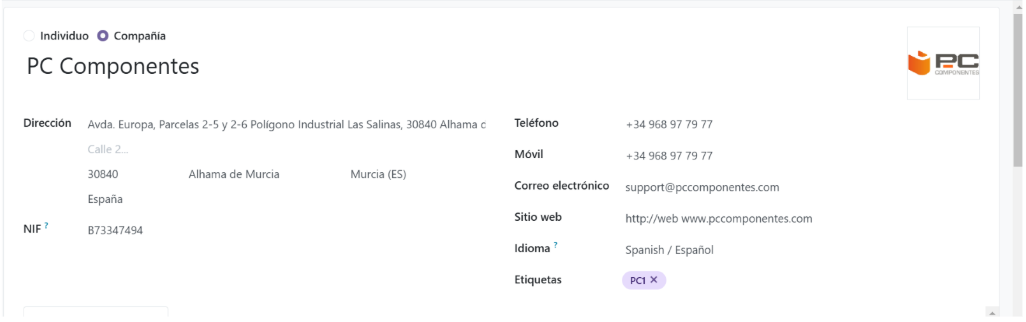 Individuo Compañía
PC Componentes
PC COMPONENTES
Dirección Avda. Europa, Parcelas 2-5 y 2-6 Polígono Industrial Las Salinas, 30840 Alhama c
Calle 2...
30840 Alhama de Murcia Murcia (ES)
España
NIF ? B73347494
Teléfono +34 968 97 79 77
Móvil +34 968 97 79 77
Correo electrónico support@pccomponentes.com
Sitio web http://web www.pccomponentes.com
Idioma ? Spanish / Español
Etiquetas PC1 ×